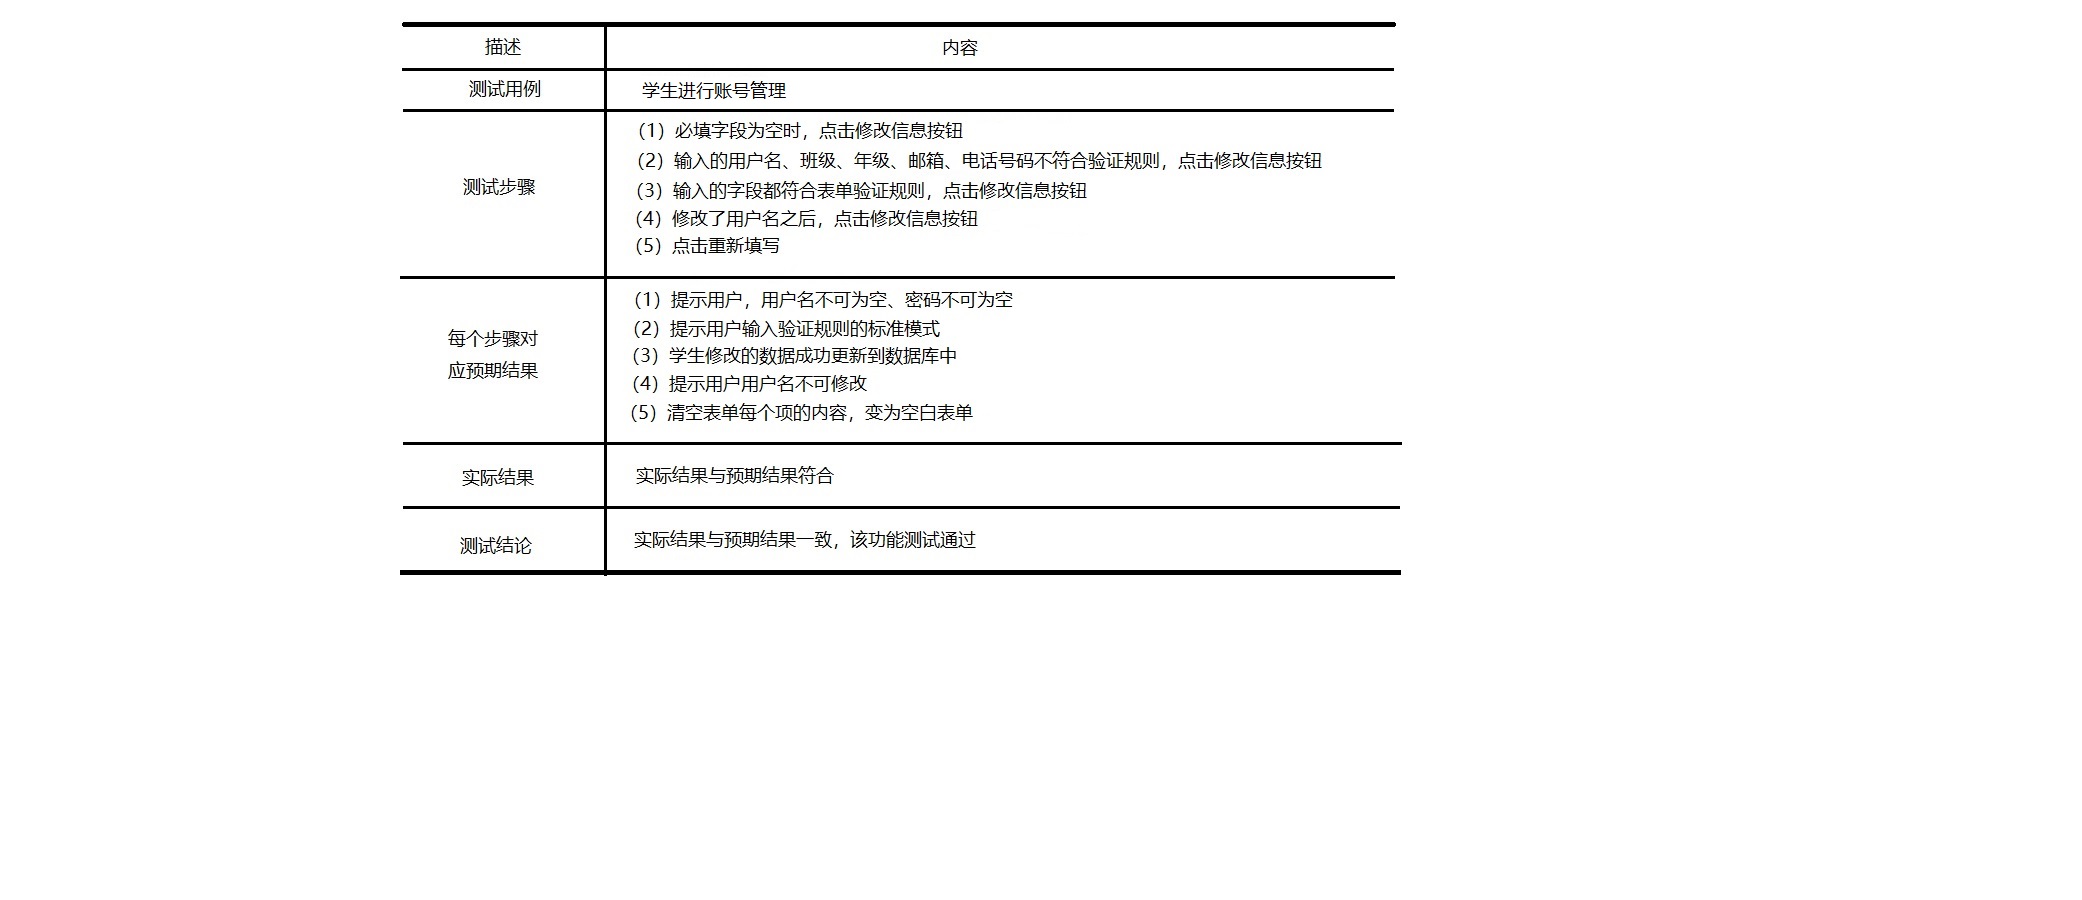 描述
内容
测试用例
学生进行账号管理
测试步骤
（1）必填字段为空时，点击修改信息按钮
（2）输入的用户名、班级、年级、邮箱、电话号码不符合验证规则，点击修改信息按钮
（3）输入的字段都符合表单验证规则，点击修改信息按钮
（4）修改了用户名之后，点击修改信息按钮
（5）点击重新填写
每个步骤对
应预期结果
（1）提示用户，用户名不可为空、密码不可为空
（2）提示用户输入验证规则的标准模式
（3）学生修改的数据成功更新到数据库中
（4）提示用户用户名不可修改
（5）清空表单每个项的内容，变为空白表单
实际结果
实际结果与预期结果符合
测试结论
实际结果与预期结果一致，该功能测试通过